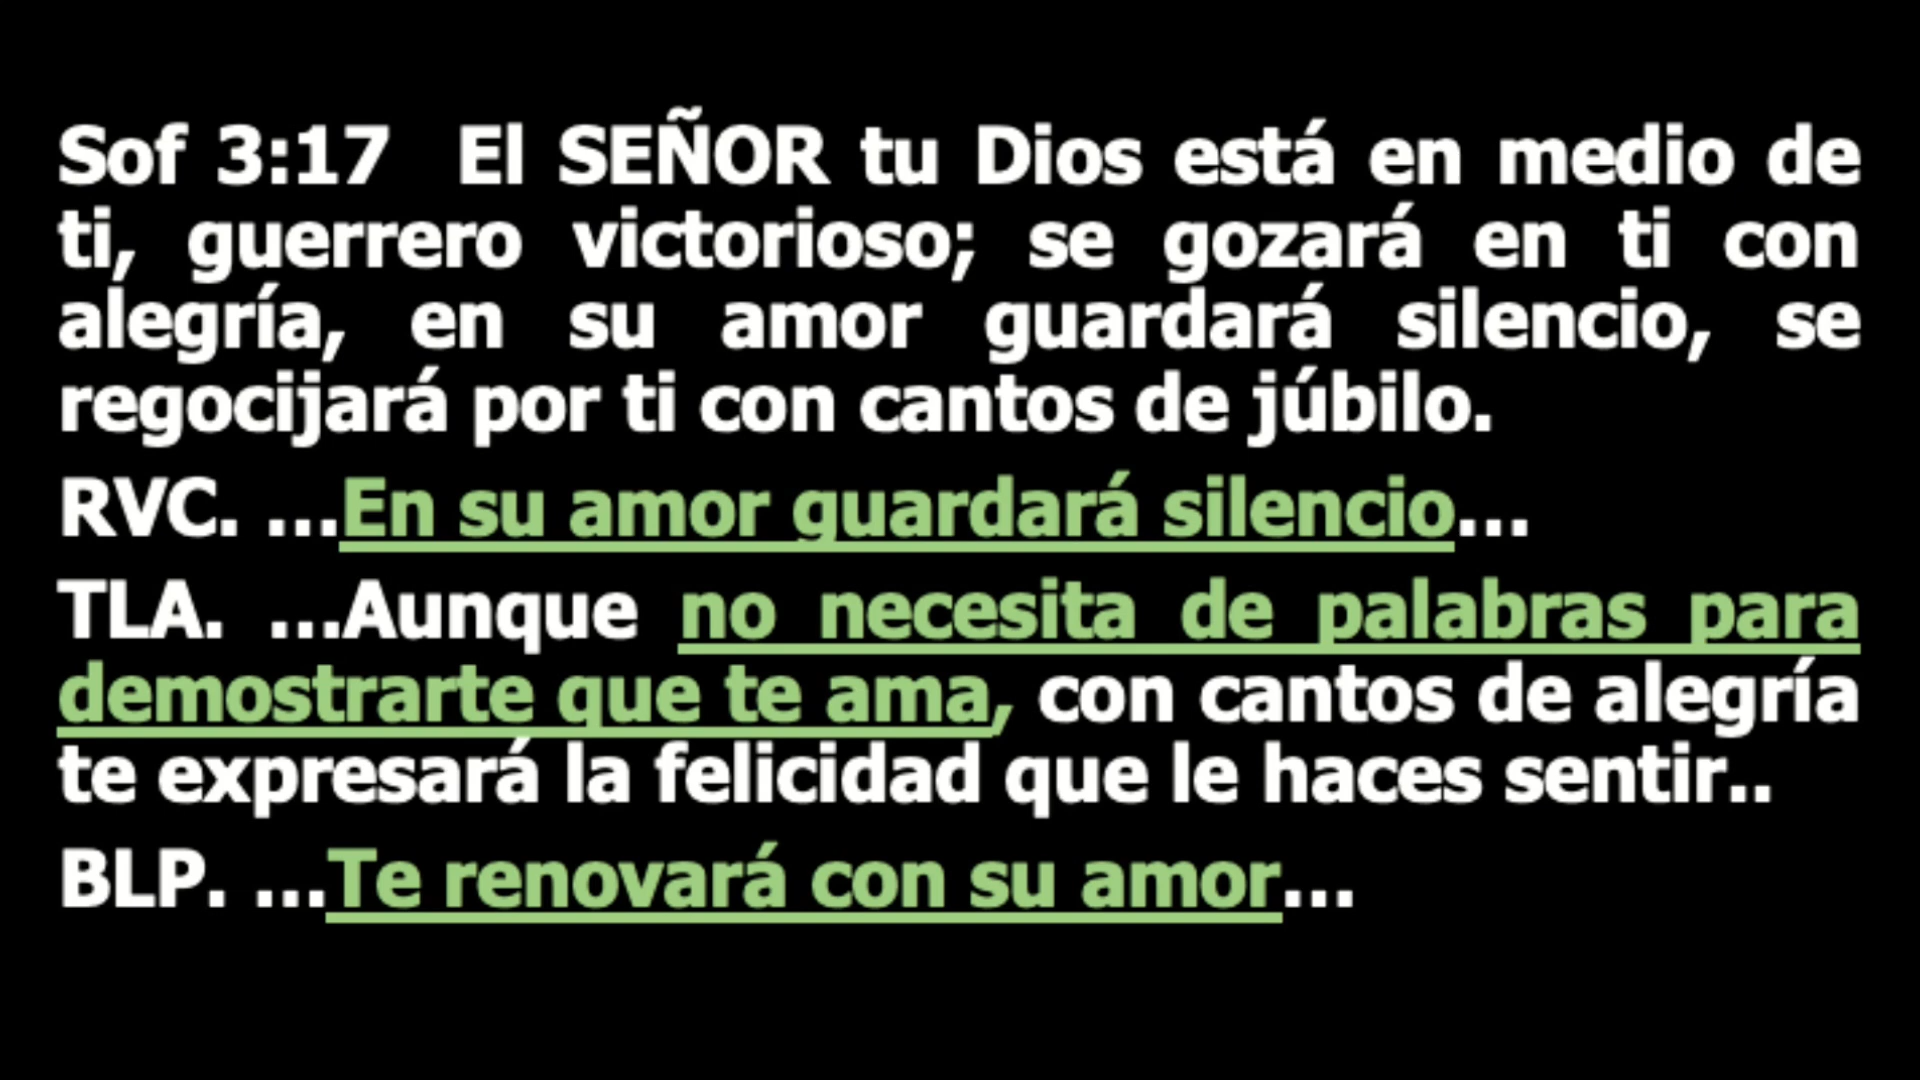 Sof 3:17  El SEÑOR tu Dios está en medio de
ti, guerrero victorioso; se gozará en ti con
alegría, en su amor guardará silencio, se
regocijará por ti con cantos de júbilo.
RVC. ...En su amor guardará silencio...
TLA. ...Aunque no necesita de palabras para
demostrarte que te ama, con cantos de alegría
te expresará la felicidad que le haces sentir..
BLP. ...Te renovará con su amor...